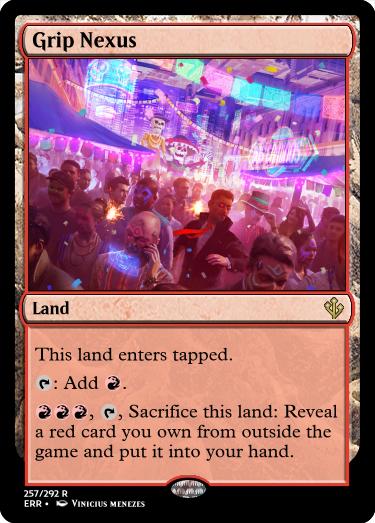 Grip Nexus
Land
This land enters tapped.
: Add .
, , Sacrifice this land: Reveal
a red card you own from outside the
game and put it into your hand.
257/292 R
ERR • VINICIUS MENEZES